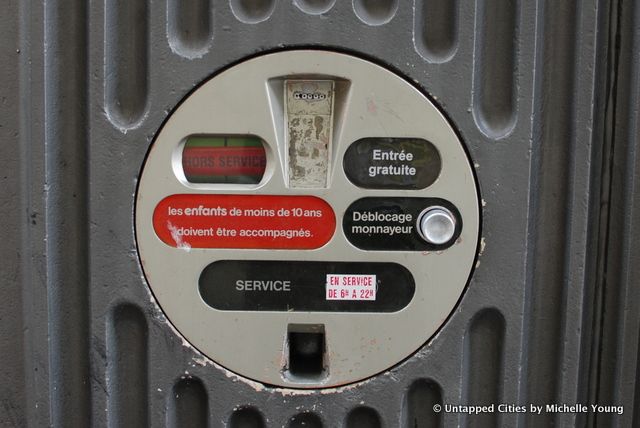 HORS SERVICE
Entrée
gratuite
les enfants de moins de 10 ans
doivent être accompagnés.
Déblocage
monnayeur
SERVICE
EN SERVICE
DE 6H A 22H
© Untapped Cities by Michelle Young